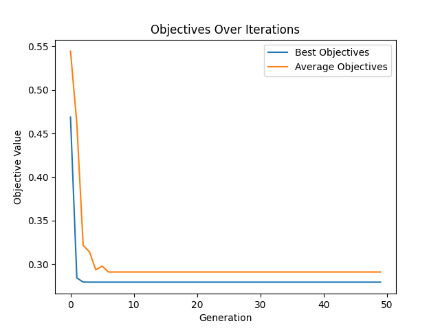 Objectives Over Iterations
Best Objectives
Average Objectives
Objective Value
0.55
0.50
0.45
0.40
0.35
0.30
0 10 20 30 40 50
Generation